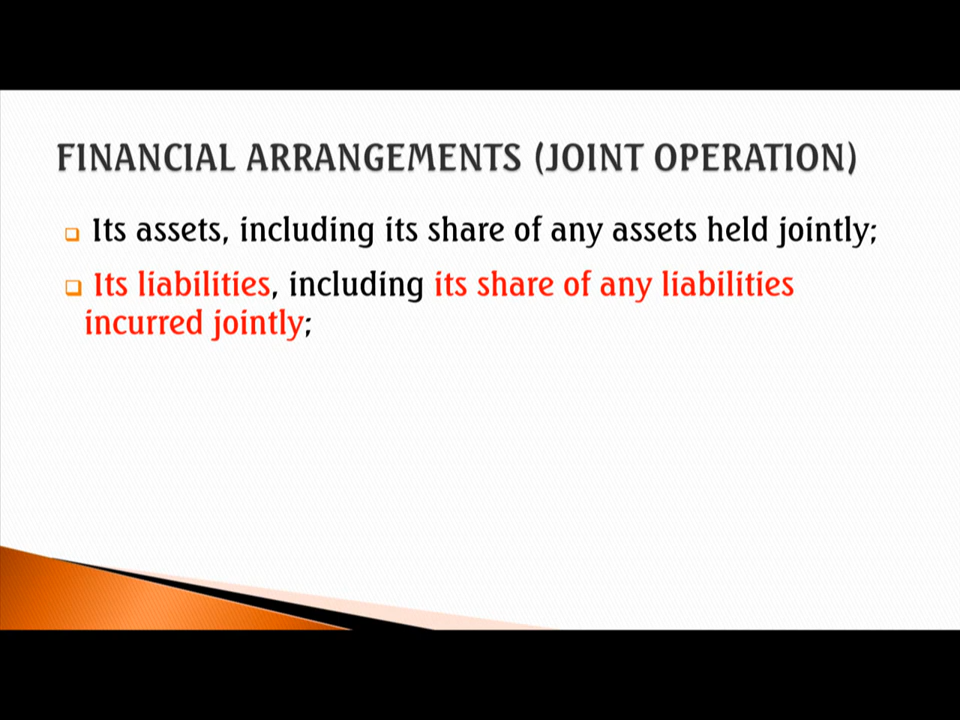 FINANCIAL ARRANGEMENTS (JOINT OPERATION)
Its assets, including its share of any assets held jointly;
Its liabilities, including its share of any liabilities
incurred jointly;